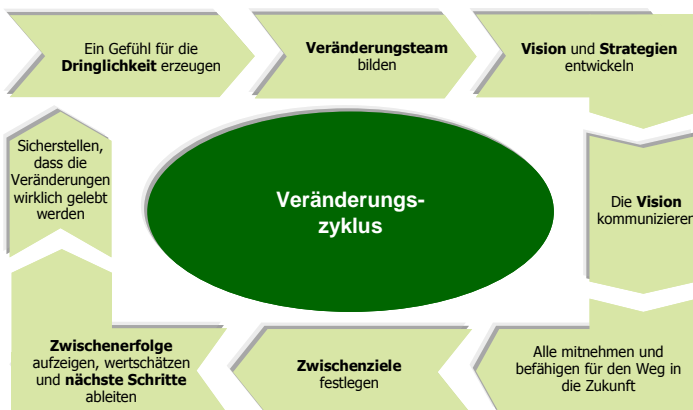 Ein Gefühl für die
Dringlichkeit erzeugen
Veränderungsteam
bilden
Vision und Strategien
entwickeln
Die Vision
kommunizieren
Alle mitnehmen und
befähigen für den Weg in
die Zukunft
Zwischenziele
festlegen
Zwischenerfolge
aufzeigen, wertschätzen
und nächste Schritte
ableiten
Sicherstellen,
dass die
Veränderungen
wirklich gelebt
werden
Veränderungs-
zyklus